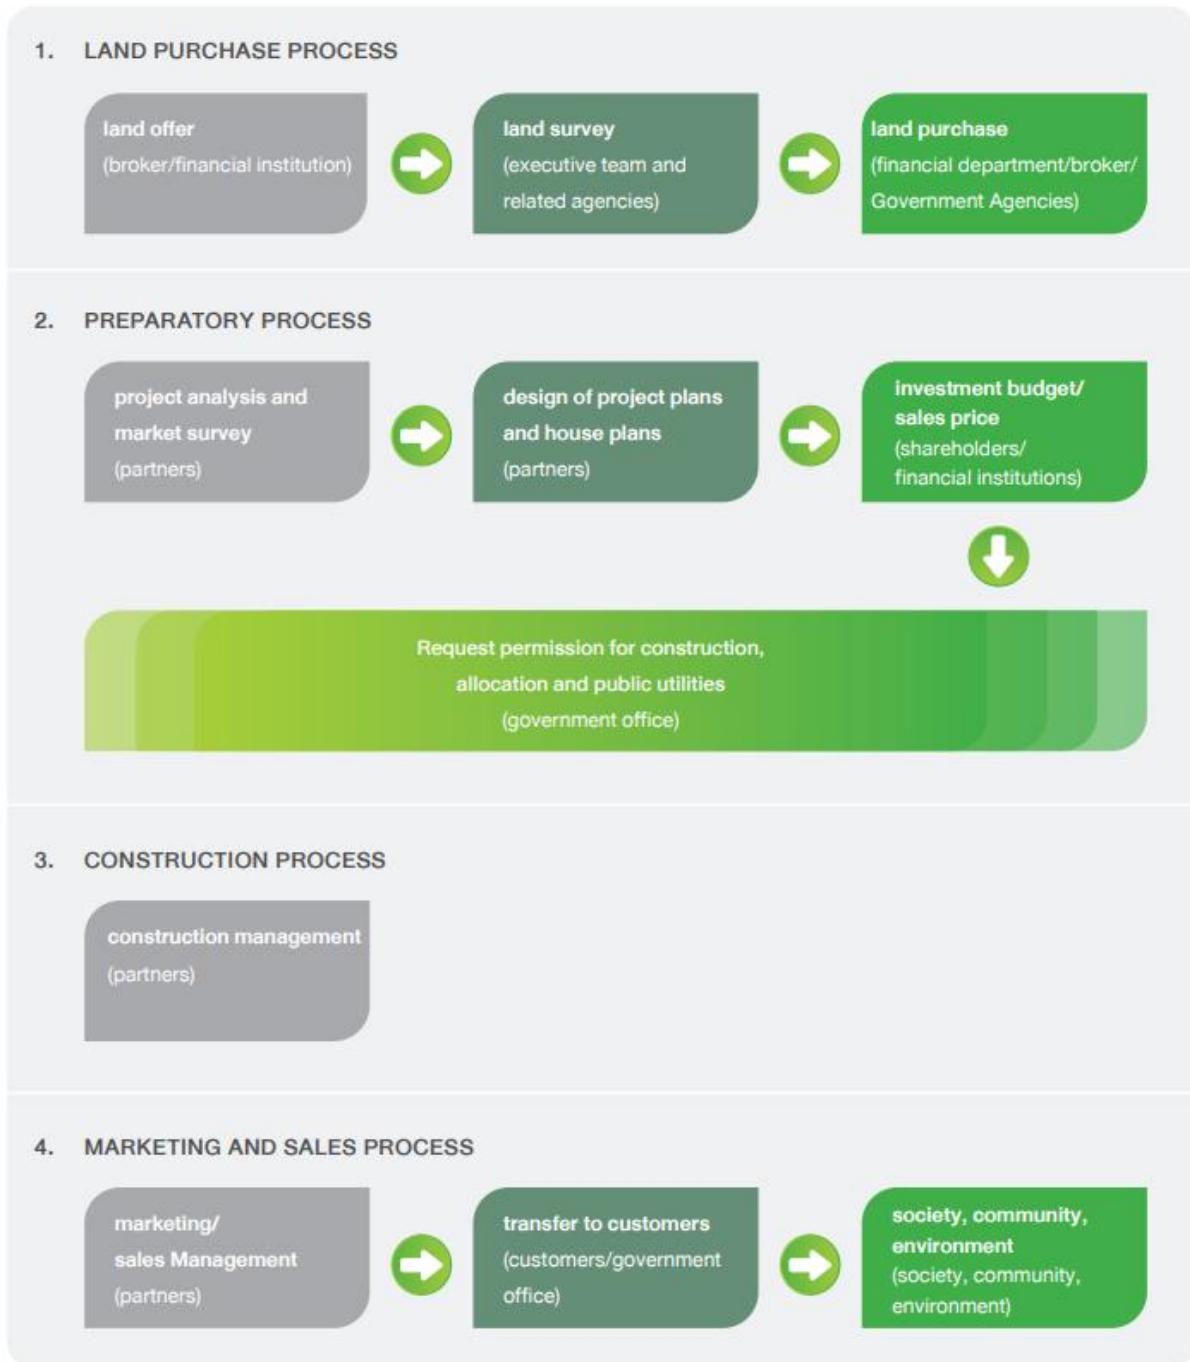 1. LAND PURCHASE PROCESS
land offer
(broker/financial institution)
land survey
(executive team and
related agencies)
land purchase
(financial department/broker/
Government Agencies)
2. PREPARATORY PROCESS
project analysis and
market survey
(partners)
design of project plans
and house plans
(partners)
investment budget/
sales price
(shareholders/
financial institutions)
Request permission for construction,
allocation and public utilities
(government office)
3. CONSTRUCTION PROCESS
construction management
(partners)
4. MARKETING AND SALES PROCESS
marketing/
sales Management
(partners)
transfer to customers
(customers/government
office)
society, community,
environment
(society, community,
environment)